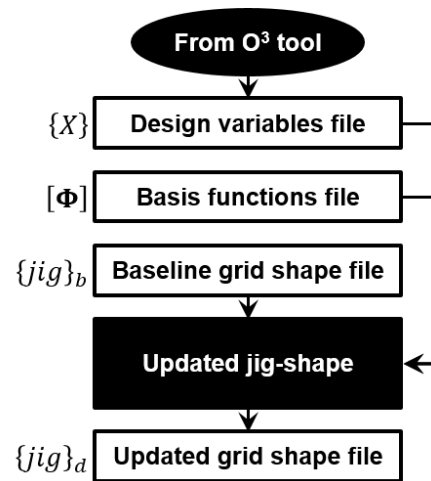 From O³ tool
{X} Design variables file
[Φ] Basis functions file
{jig}b Baseline grid shape file
Updated jig-shape
{jig}d Updated grid shape file